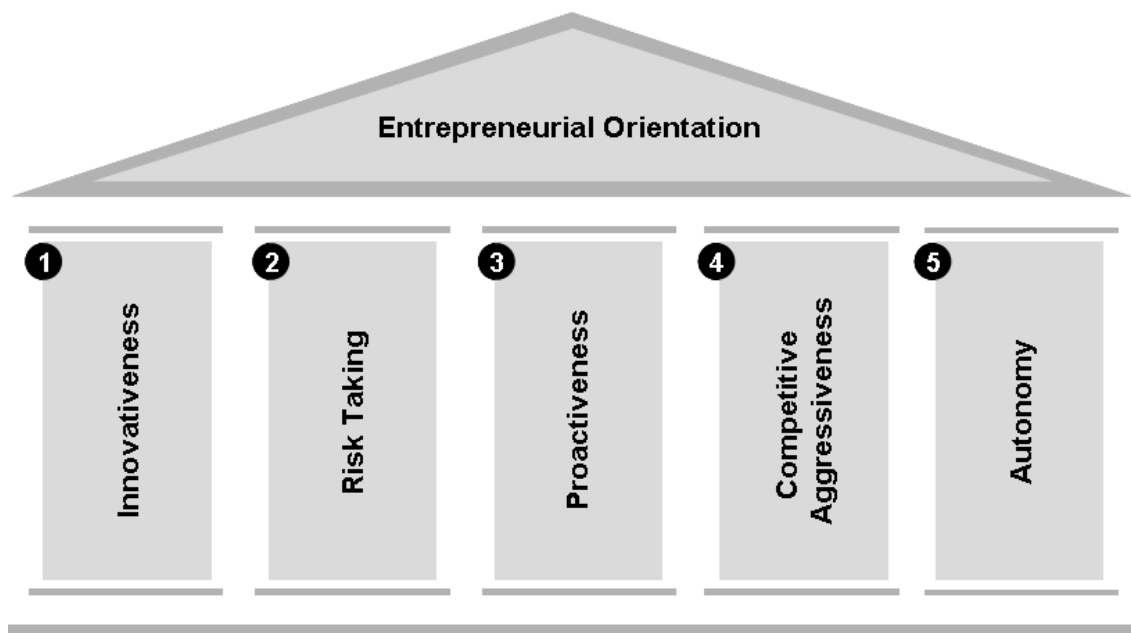 Entrepreneurial Orientation
1
Innovativeness
2
Risk Taking
3
Proactiveness
4
Competitive
Aggressiveness
5
Autonomy